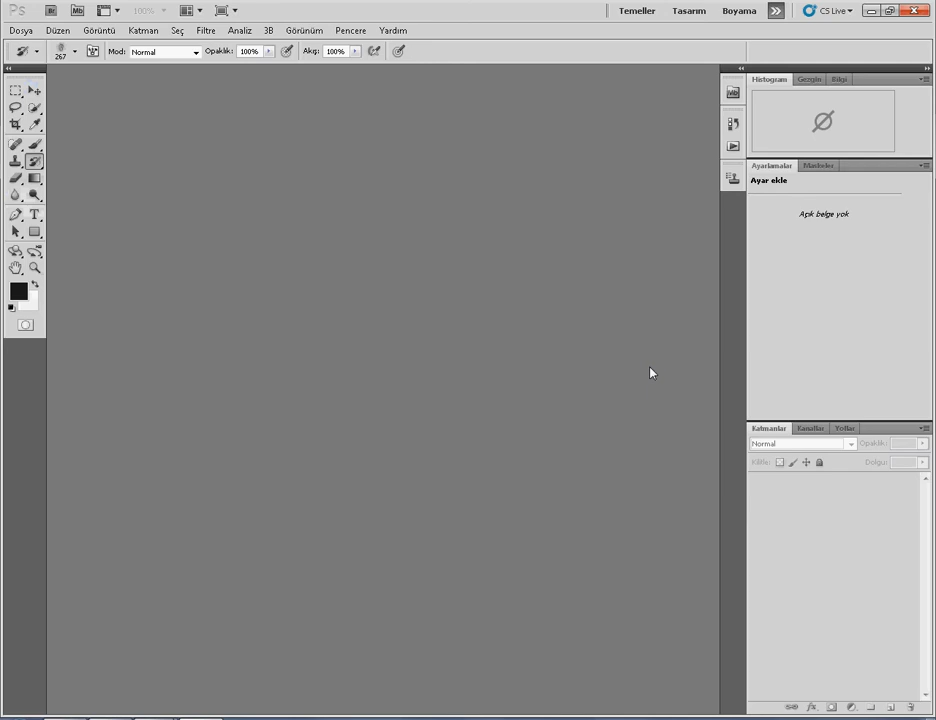 Ps Br Mb 100% Temeller Tasarım Boyama CS Live
Dosya Düzen Görüntü Katman Seç Filtre Analiz 3B Görünüm Pencere Yardım
267 Mod: Normal Opaklık: 100% Akış: 100%
Histogram Gezgin Bilgi
Mb
Ayarlamalar Maskeler
Ayar ekle
Açık belge yok
T
Katmanlar Kanallar Yollar
Normal Opaklık:
Kilitle: Dolgu:
fx